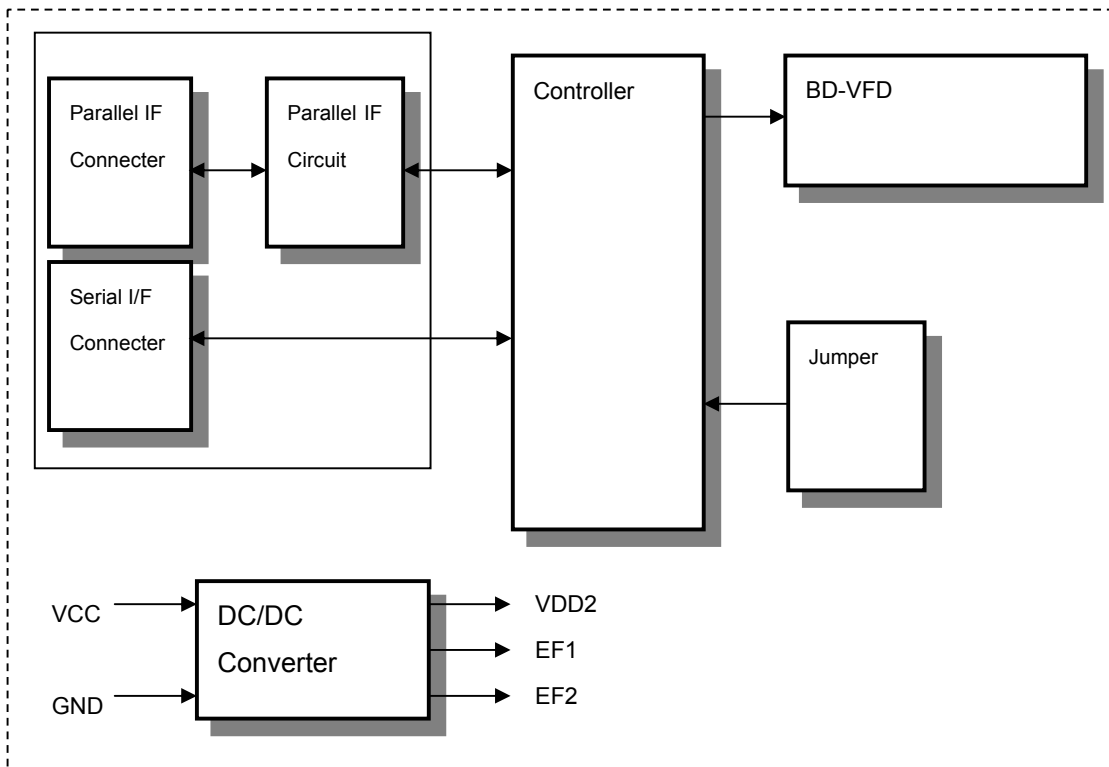 Parallel IF
Connecter
Parallel IF
Circuit
Controller
BD-VFD
Serial I/F
Connecter
Jumper
VCC
GND
DC/DC
Converter
VDD2
EF1
EF2